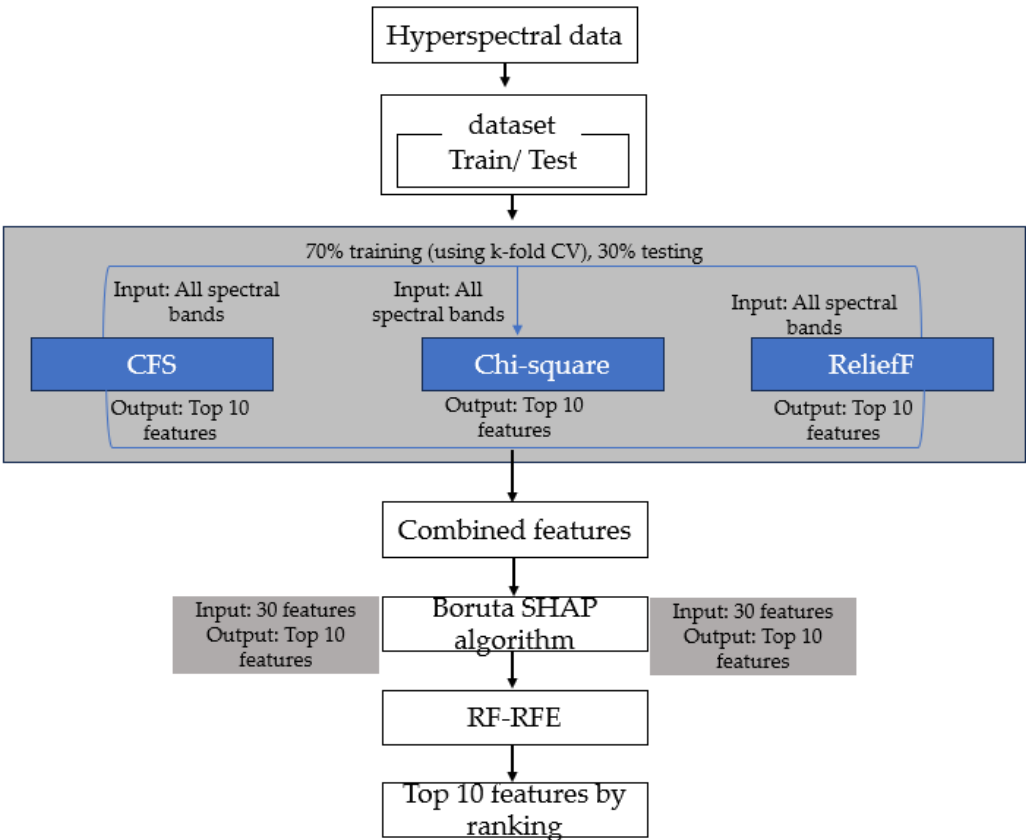 Hyperspectral data
dataset
Train/ Test
70% training (using k-fold CV), 30% testing
Input: All spectral
bands
Input: All
spectral bands
Input: All spectral
bands
CFS
Chi-square
ReliefF
Output: Top 10
features
Output: Top 10
features
Output: Top 10
features
Combined features
Input: 30 features
Output: Top 10
features
Boruta SHAP
algorithm
Input: 30 features
Output: Top 10
features
RF-RFE
Top 10 features by
ranking